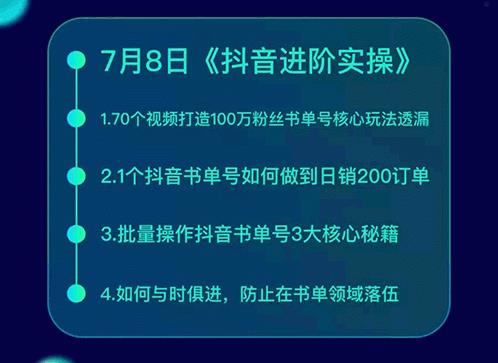 7月8日《抖音进阶实操》
1.70个视频打造100万粉丝书单号核心玩法透漏
2.1个抖音书单号如何做到日销200订单
3.批量操作抖音书单号3大核心秘籍
4.如何与时俱进，防止在书单领域落伍